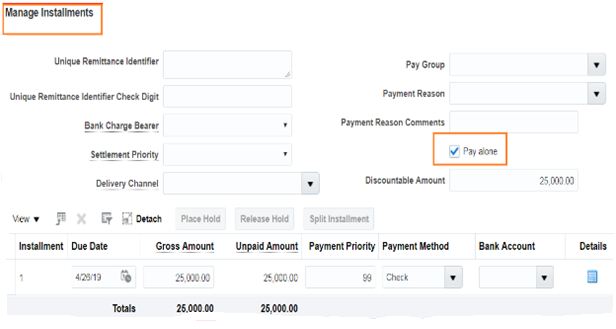 Manage Installments
Unique Remittance Identifier
Pay Group
Unique Remittance Identifier Check Digit
Payment Reason
Bank Charge Bearer
Payment Reason Comments
Settlement Priority
Pay alone
Delivery Channel
Discountable Amount 25,000.00
View Detach Place Hold Release Hold Split Installment
Installment Due Date Gross Amount Unpaid Amount Payment Priority Payment Method Bank Account Details
1 4/26/19 25,000.00 25,000.00 99 Check
Totals 25,000.00 25,000.00